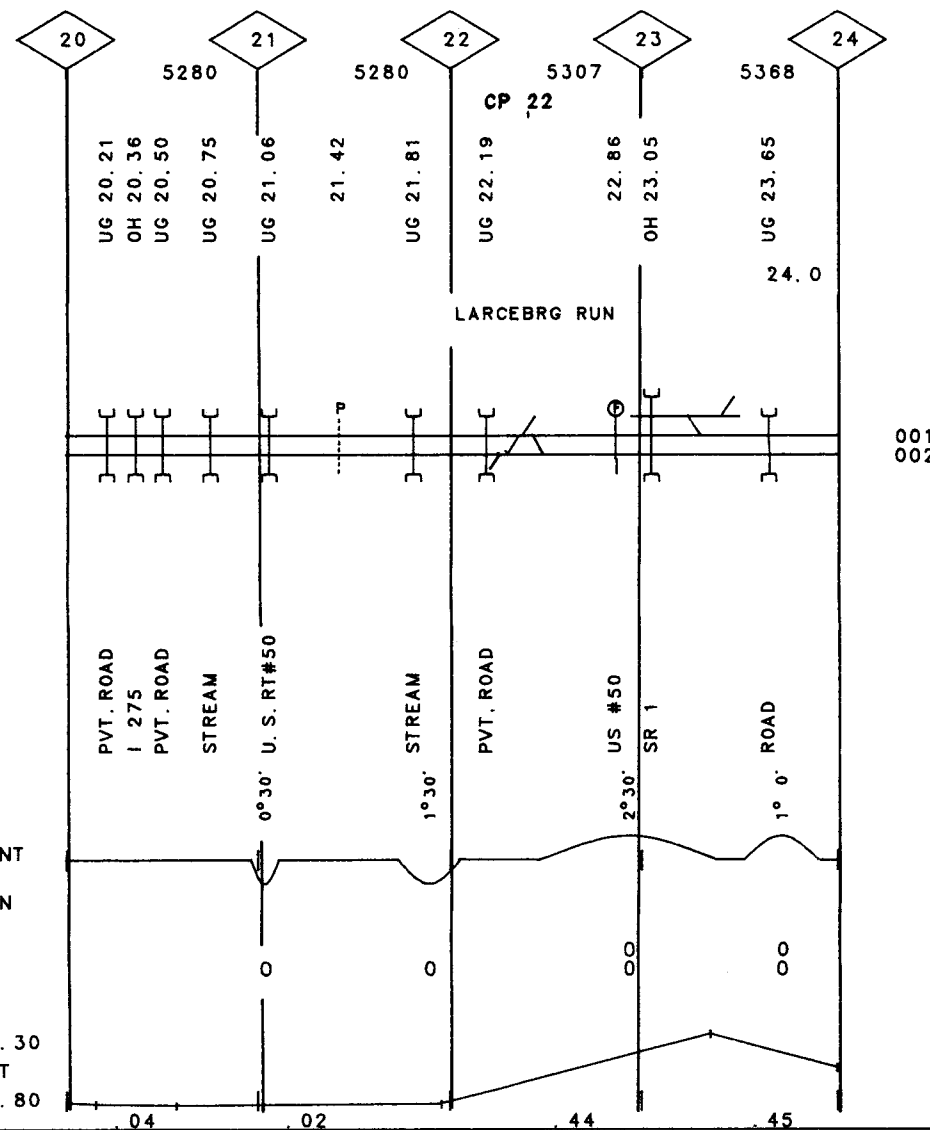 20 21 22 23 24
5280 5280 5307 5368
CP 22
UG 20.21
OH 20.36
UG 20.50
UG 20.75
UG 21.06
21.42
UG 21.81
UG 22.19
22.86
OH 23.05
UG 23.65
24.0
LARCEBRG RUN
P
001
002
PVT. ROAD
I 275
PVT. ROAD
STREAM
U.S. RT#50
STREAM
PVT. ROAD
US #50
SR 1
ROAD
0°30'
1°30'
2°30'
1° 0'
NT
N
0 0
0 0 0 0
.30
T
.80
.04 .02 .44 .45